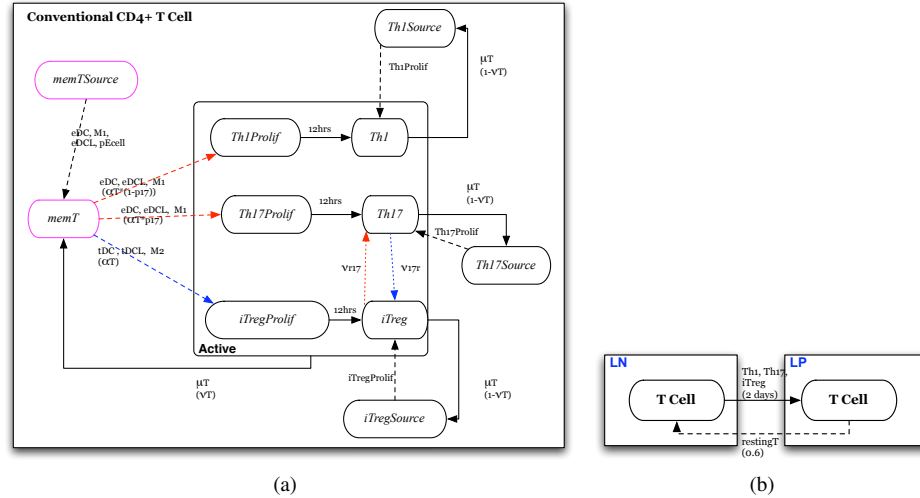 Conventional CD4+ T Cell
Th1Source
memTSource
Th1Prolif
μT
(1-νT)
eDC, M1,
eDCL, pEcell
Th1Prolif
12hrs
Th1
eDC, eDCL, M1
(αT*(1-p17))
memT
eDC, eDCL, M1
(αT*p17)
Th17Prolif
12hrs
Th17
μT
(1-νT)
Th17Prolif
Th17Source
tDC, tDCL, M2
(αT)
νr17
ν17r
iTregProlif
12hrs
iTreg
Active
iTregProlif
μT
(νT)
μT
(1-νT)
iTregSource
(a)
LN
LP
T Cell
Th1, Th17,
iTreg
(2 days)
T Cell
restingT
(0.6)
(b)